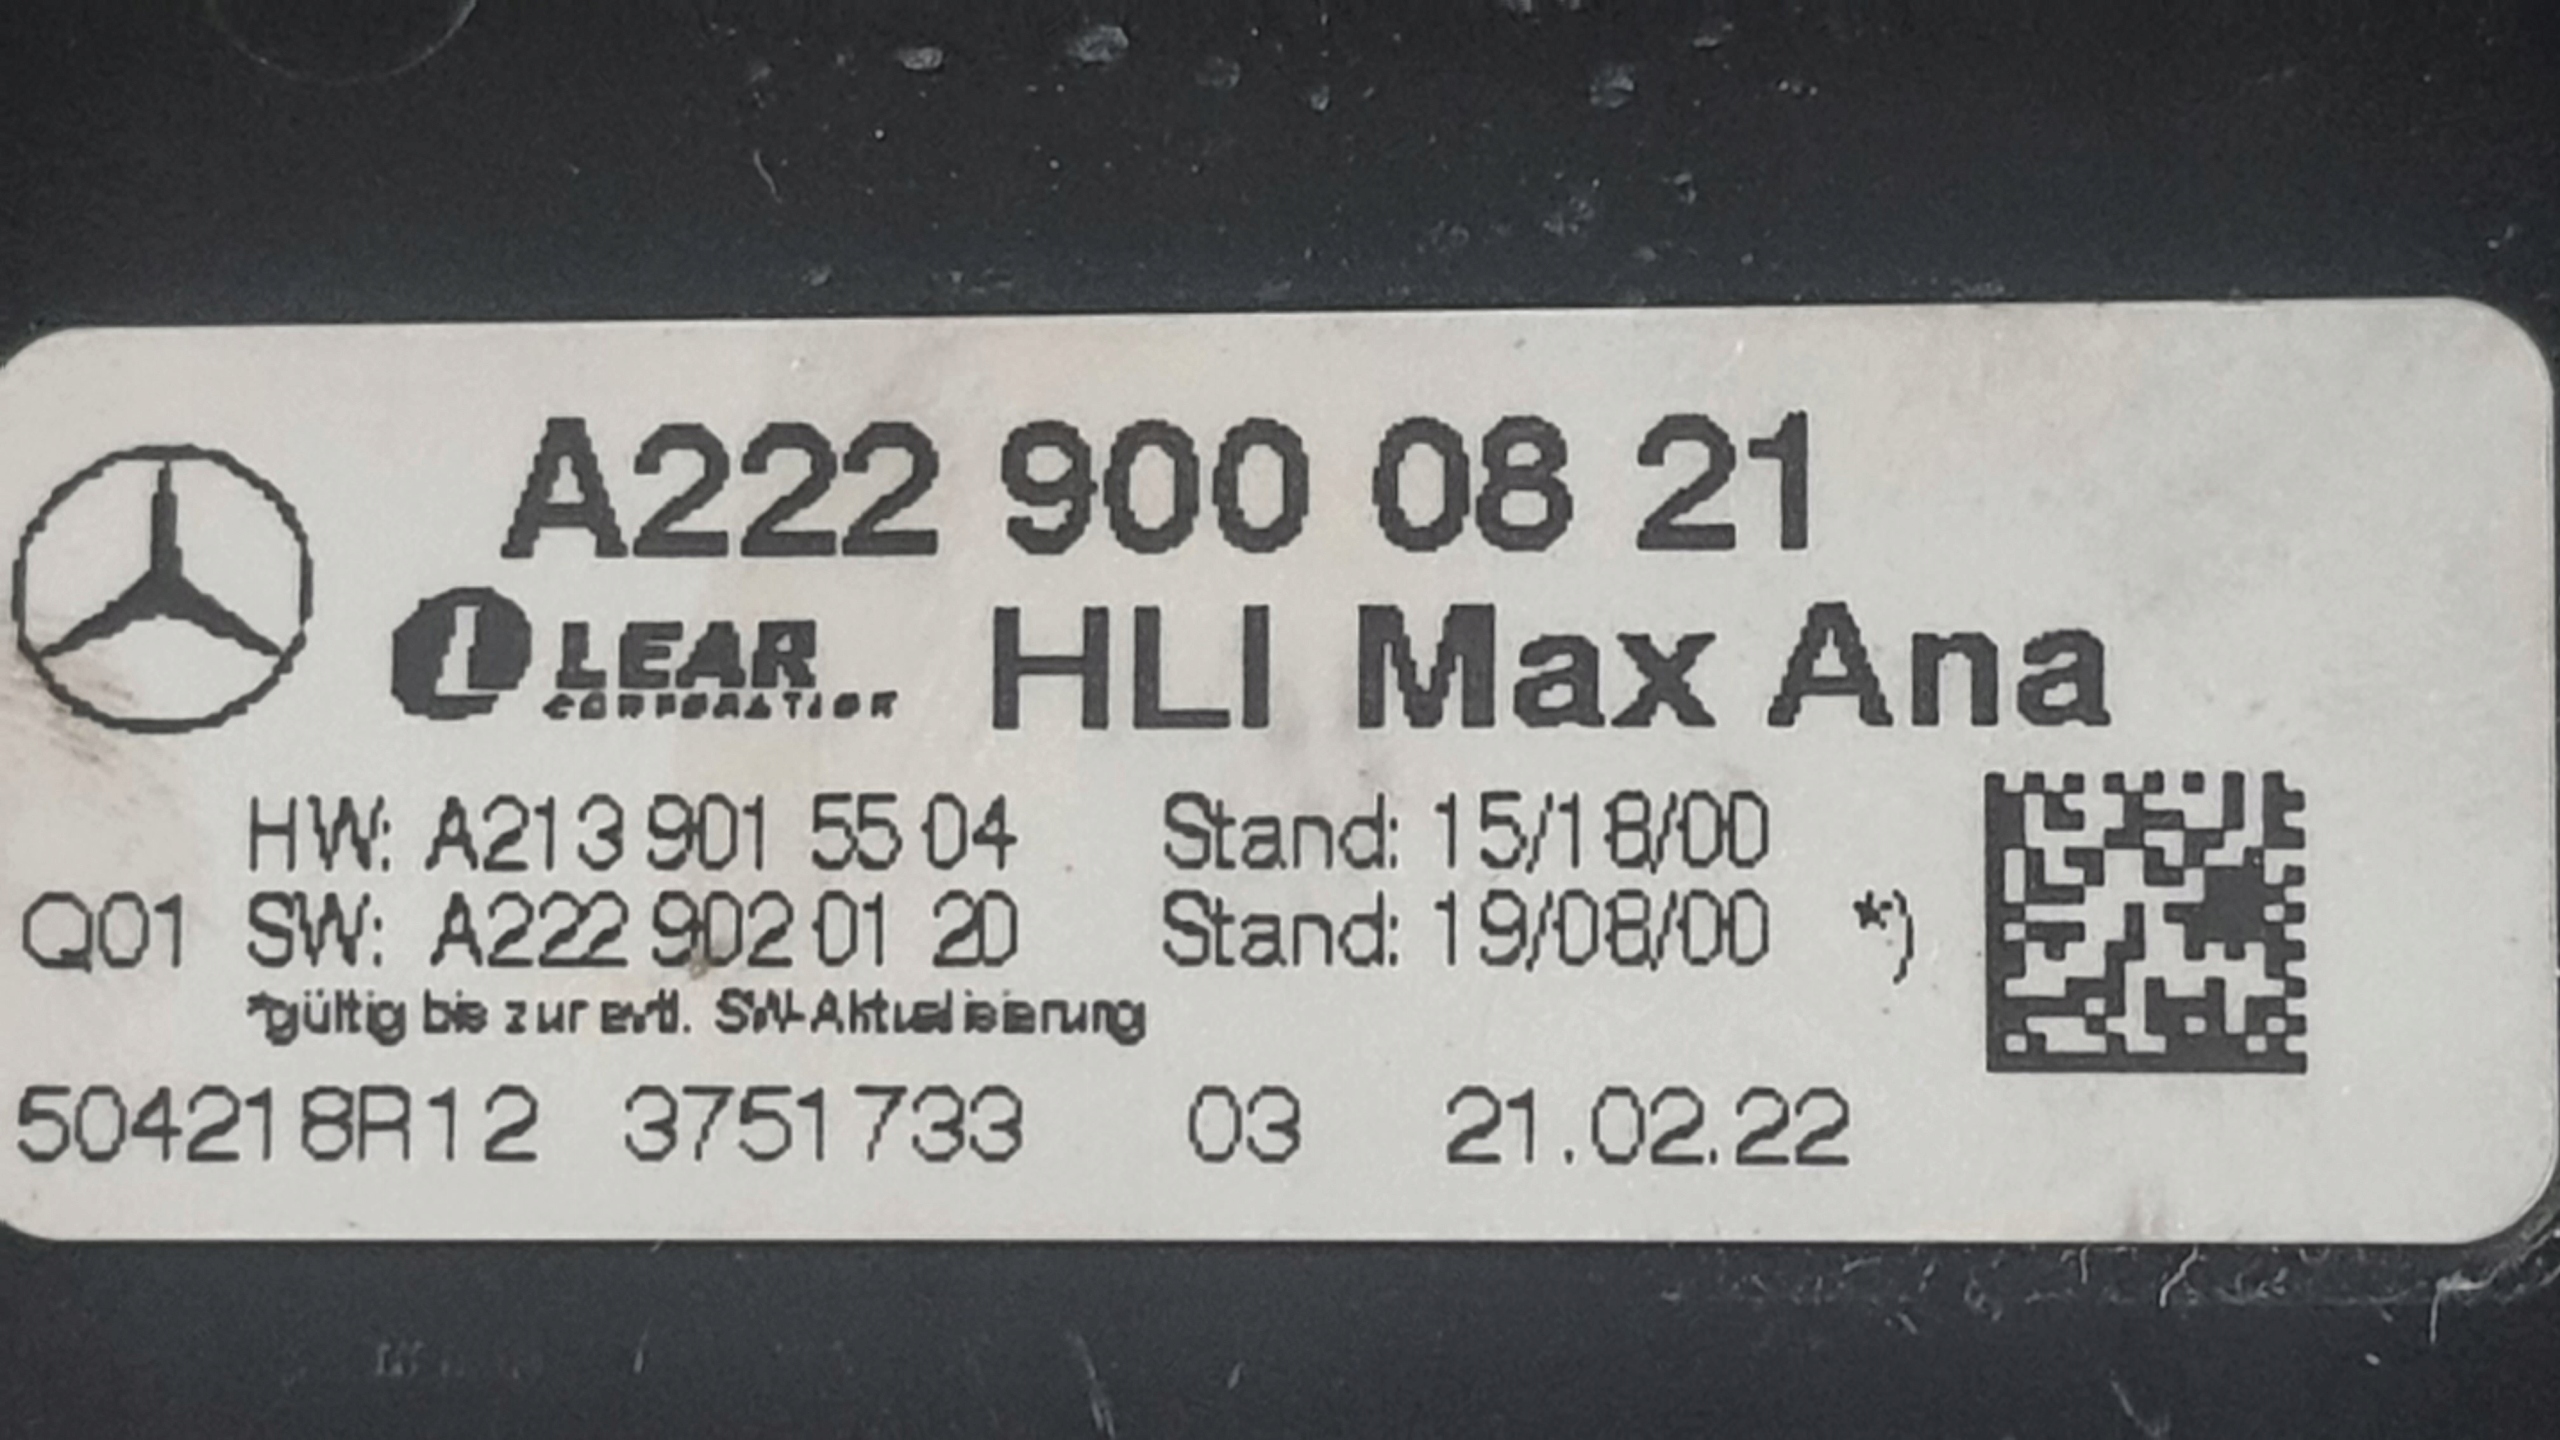 A222 900 08 21
LEAR CORPORATION HLI Max Ana
HW: A213 901 55 04 Stand: 15/18/00
Q01 SW: A222 902 01 20 Stand: 19/08/00 *)
*gültig bis zur evtl. SW-Aktualisierung
504218R12 3751733 03 21.02.22